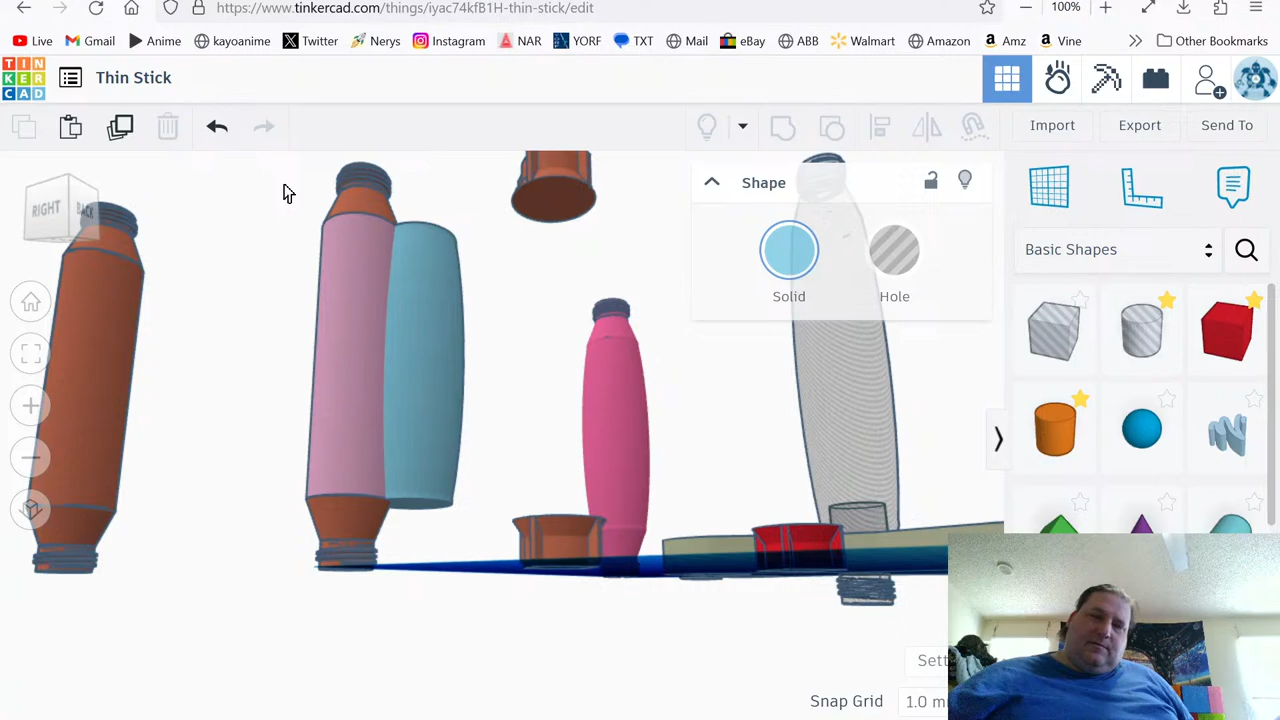 https://www.tinkercad.com/things/iyac74kfB1H-thin-stick/edit
100%
Live
Gmail
Anime
kayoanime
Twitter
Nerys
Instagram
NAR
YORF
TXT
Mail
eBay
ABB
Walmart
Amazon
Amz
Vine
Other Bookmarks
TIN
KER
CAD
Thin Stick
Import
Export
Send To
RIGHT
BACK
Shape
Solid
Hole
Basic Shapes
Sett
Snap Grid
1.0 m